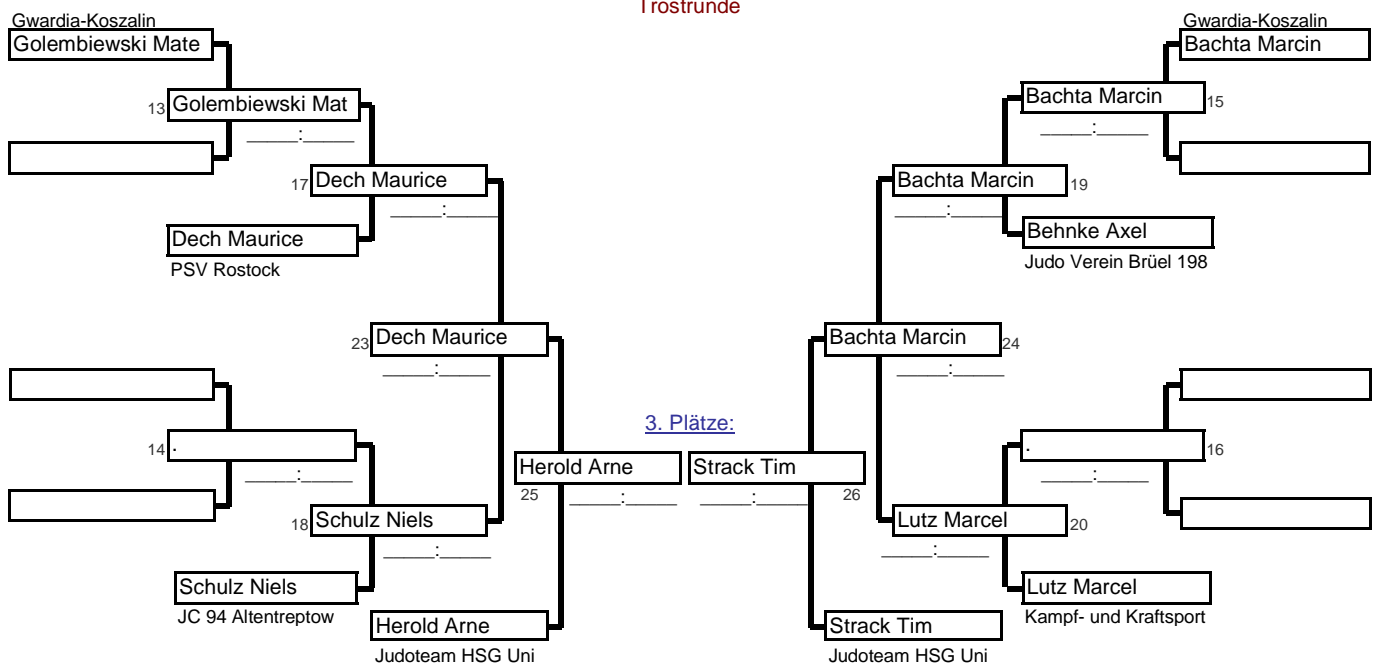 Trostrunde
Gwardia-Koszalin
Gwardia-Koszalin
Golembiewski Mate
Bachta Marcin
13 Golembiewski Mat
Bachta Marcin 15
_____:_____
_____:_____
17 Dech Maurice
Bachta Marcin 19
_____:_____
_____:_____
Dech Maurice
Behnke Axel
PSV Rostock
Judo Verein Brüel 198
23 Dech Maurice
Bachta Marcin 24
_____:_____
_____:_____
3. Plätze:
14 .
. 16
Herold Arne
Strack Tim
_____:_____
_____:_____
25
_____:_____
_____:_____
26
18 Schulz Niels
Lutz Marcel 20
_____:_____
_____:_____
Schulz Niels
Lutz Marcel
JC 94 Altentreptow
Kampf- und Kraftsport
Herold Arne
Strack Tim
Judoteam HSG Uni
Judoteam HSG Uni